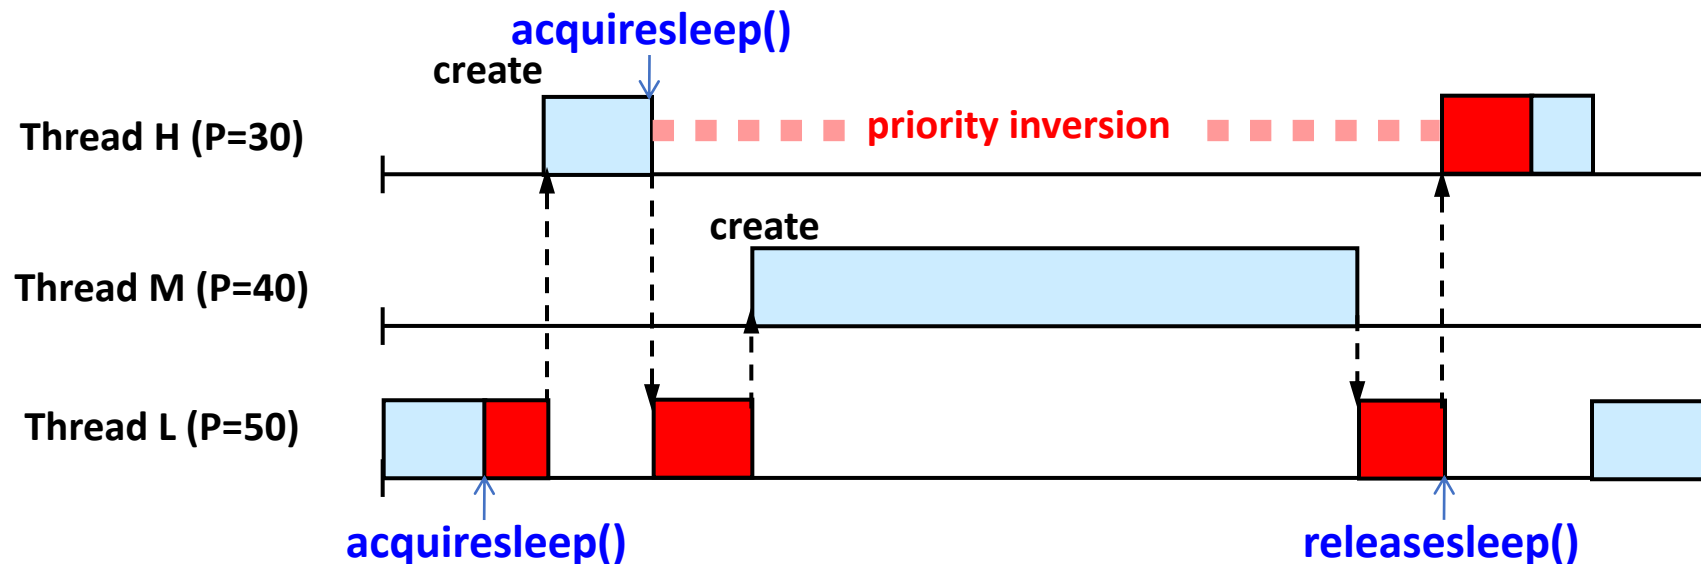 acquiresleep()
create
Thread H (P=30)
priority inversion
create
Thread M (P=40)
Thread L (P=50)
acquiresleep()
releasesleep()